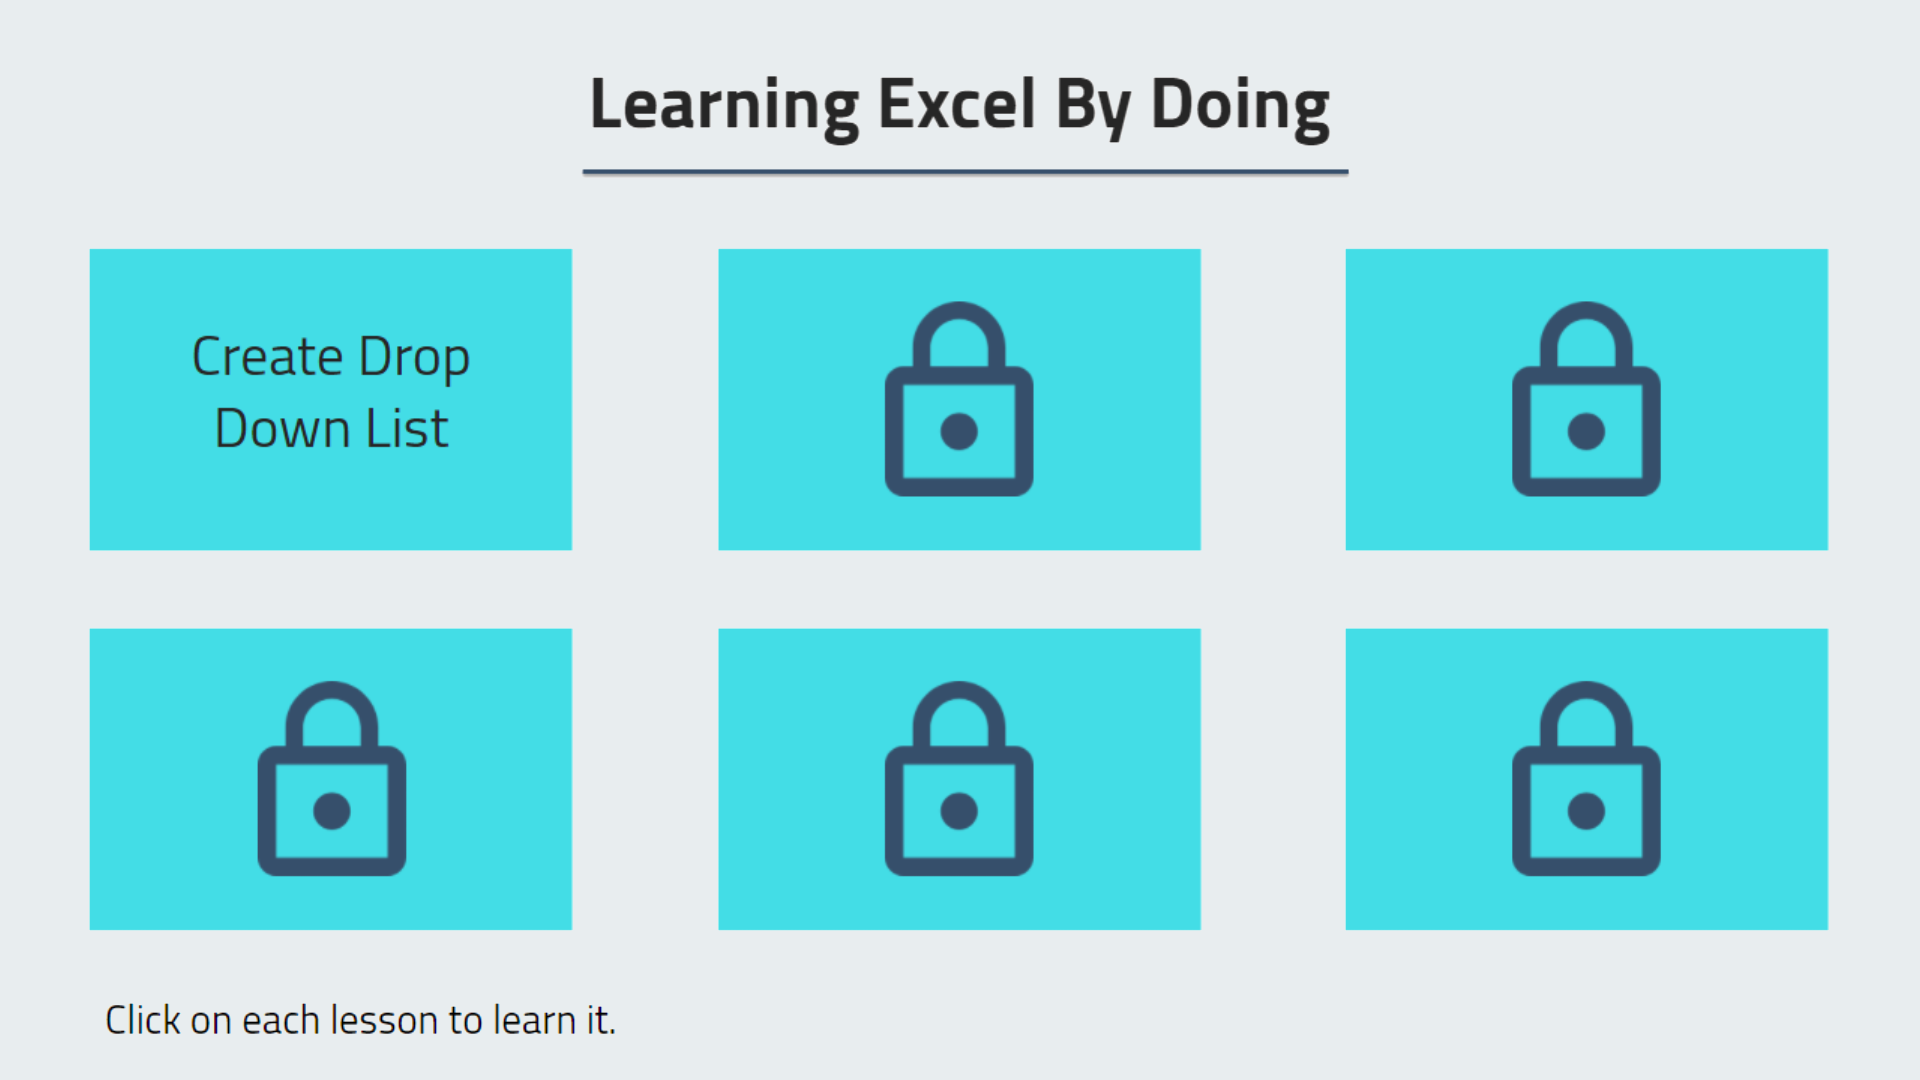 Learning Excel By Doing
Create Drop
Down List
Click on each lesson to learn it.